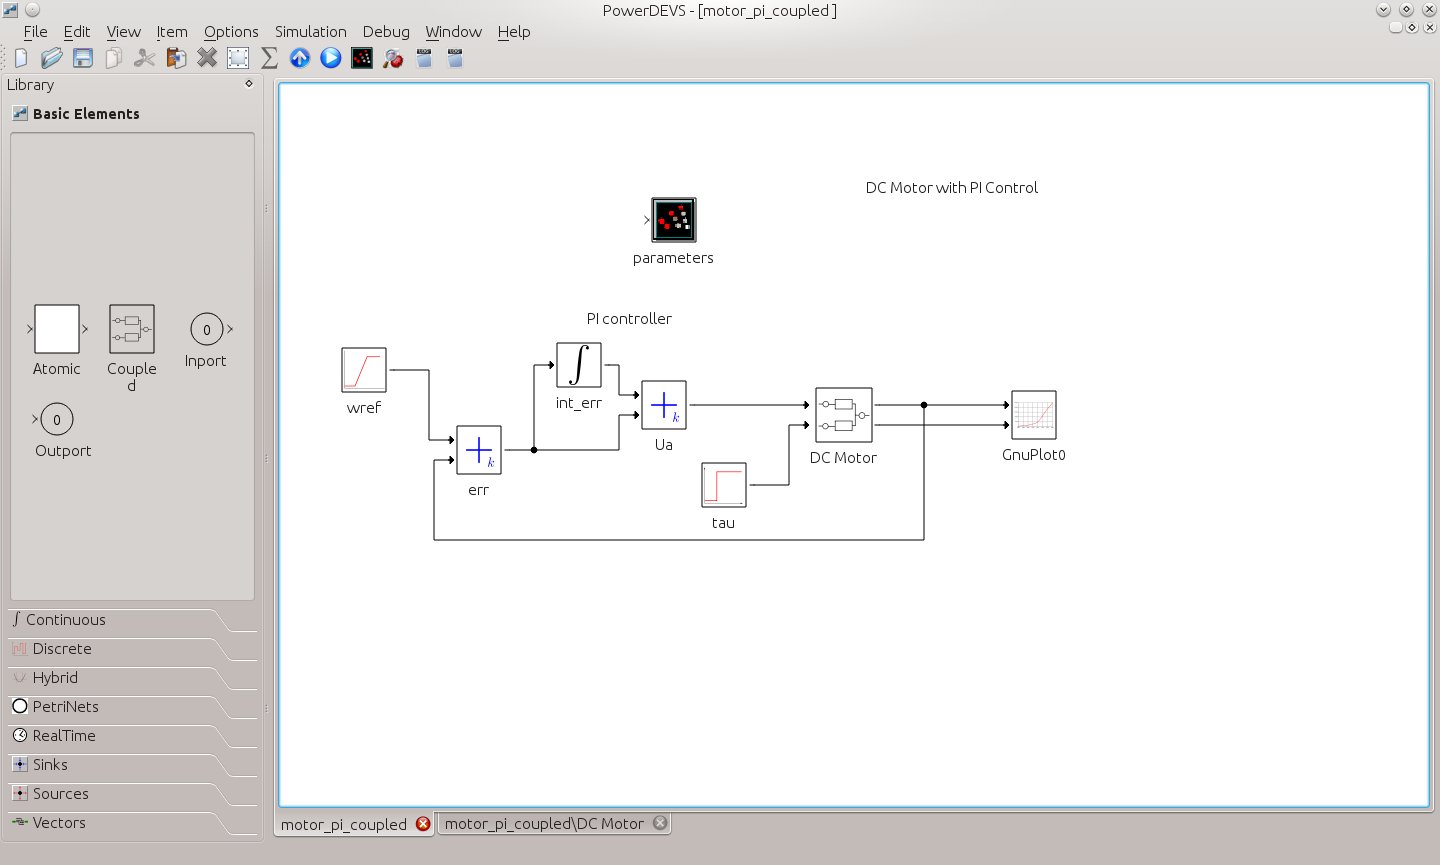 PowerDEVS - [motor_pi_coupled ]
File Edit View Item Options Simulation Debug Window Help
Library
Basic Elements
0
Atomic
Couple
d
Inport
0
Outport
Continuous
Discrete
Hybrid
PetriNets
RealTime
Sinks
Sources
Vectors
DC Motor with PI Control
parameters
PI controller
wref
int_err
k
Ua
k
err
DC Motor
GnuPlot0
tau
motor_pi_coupled
motor_pi_coupled\DC Motor